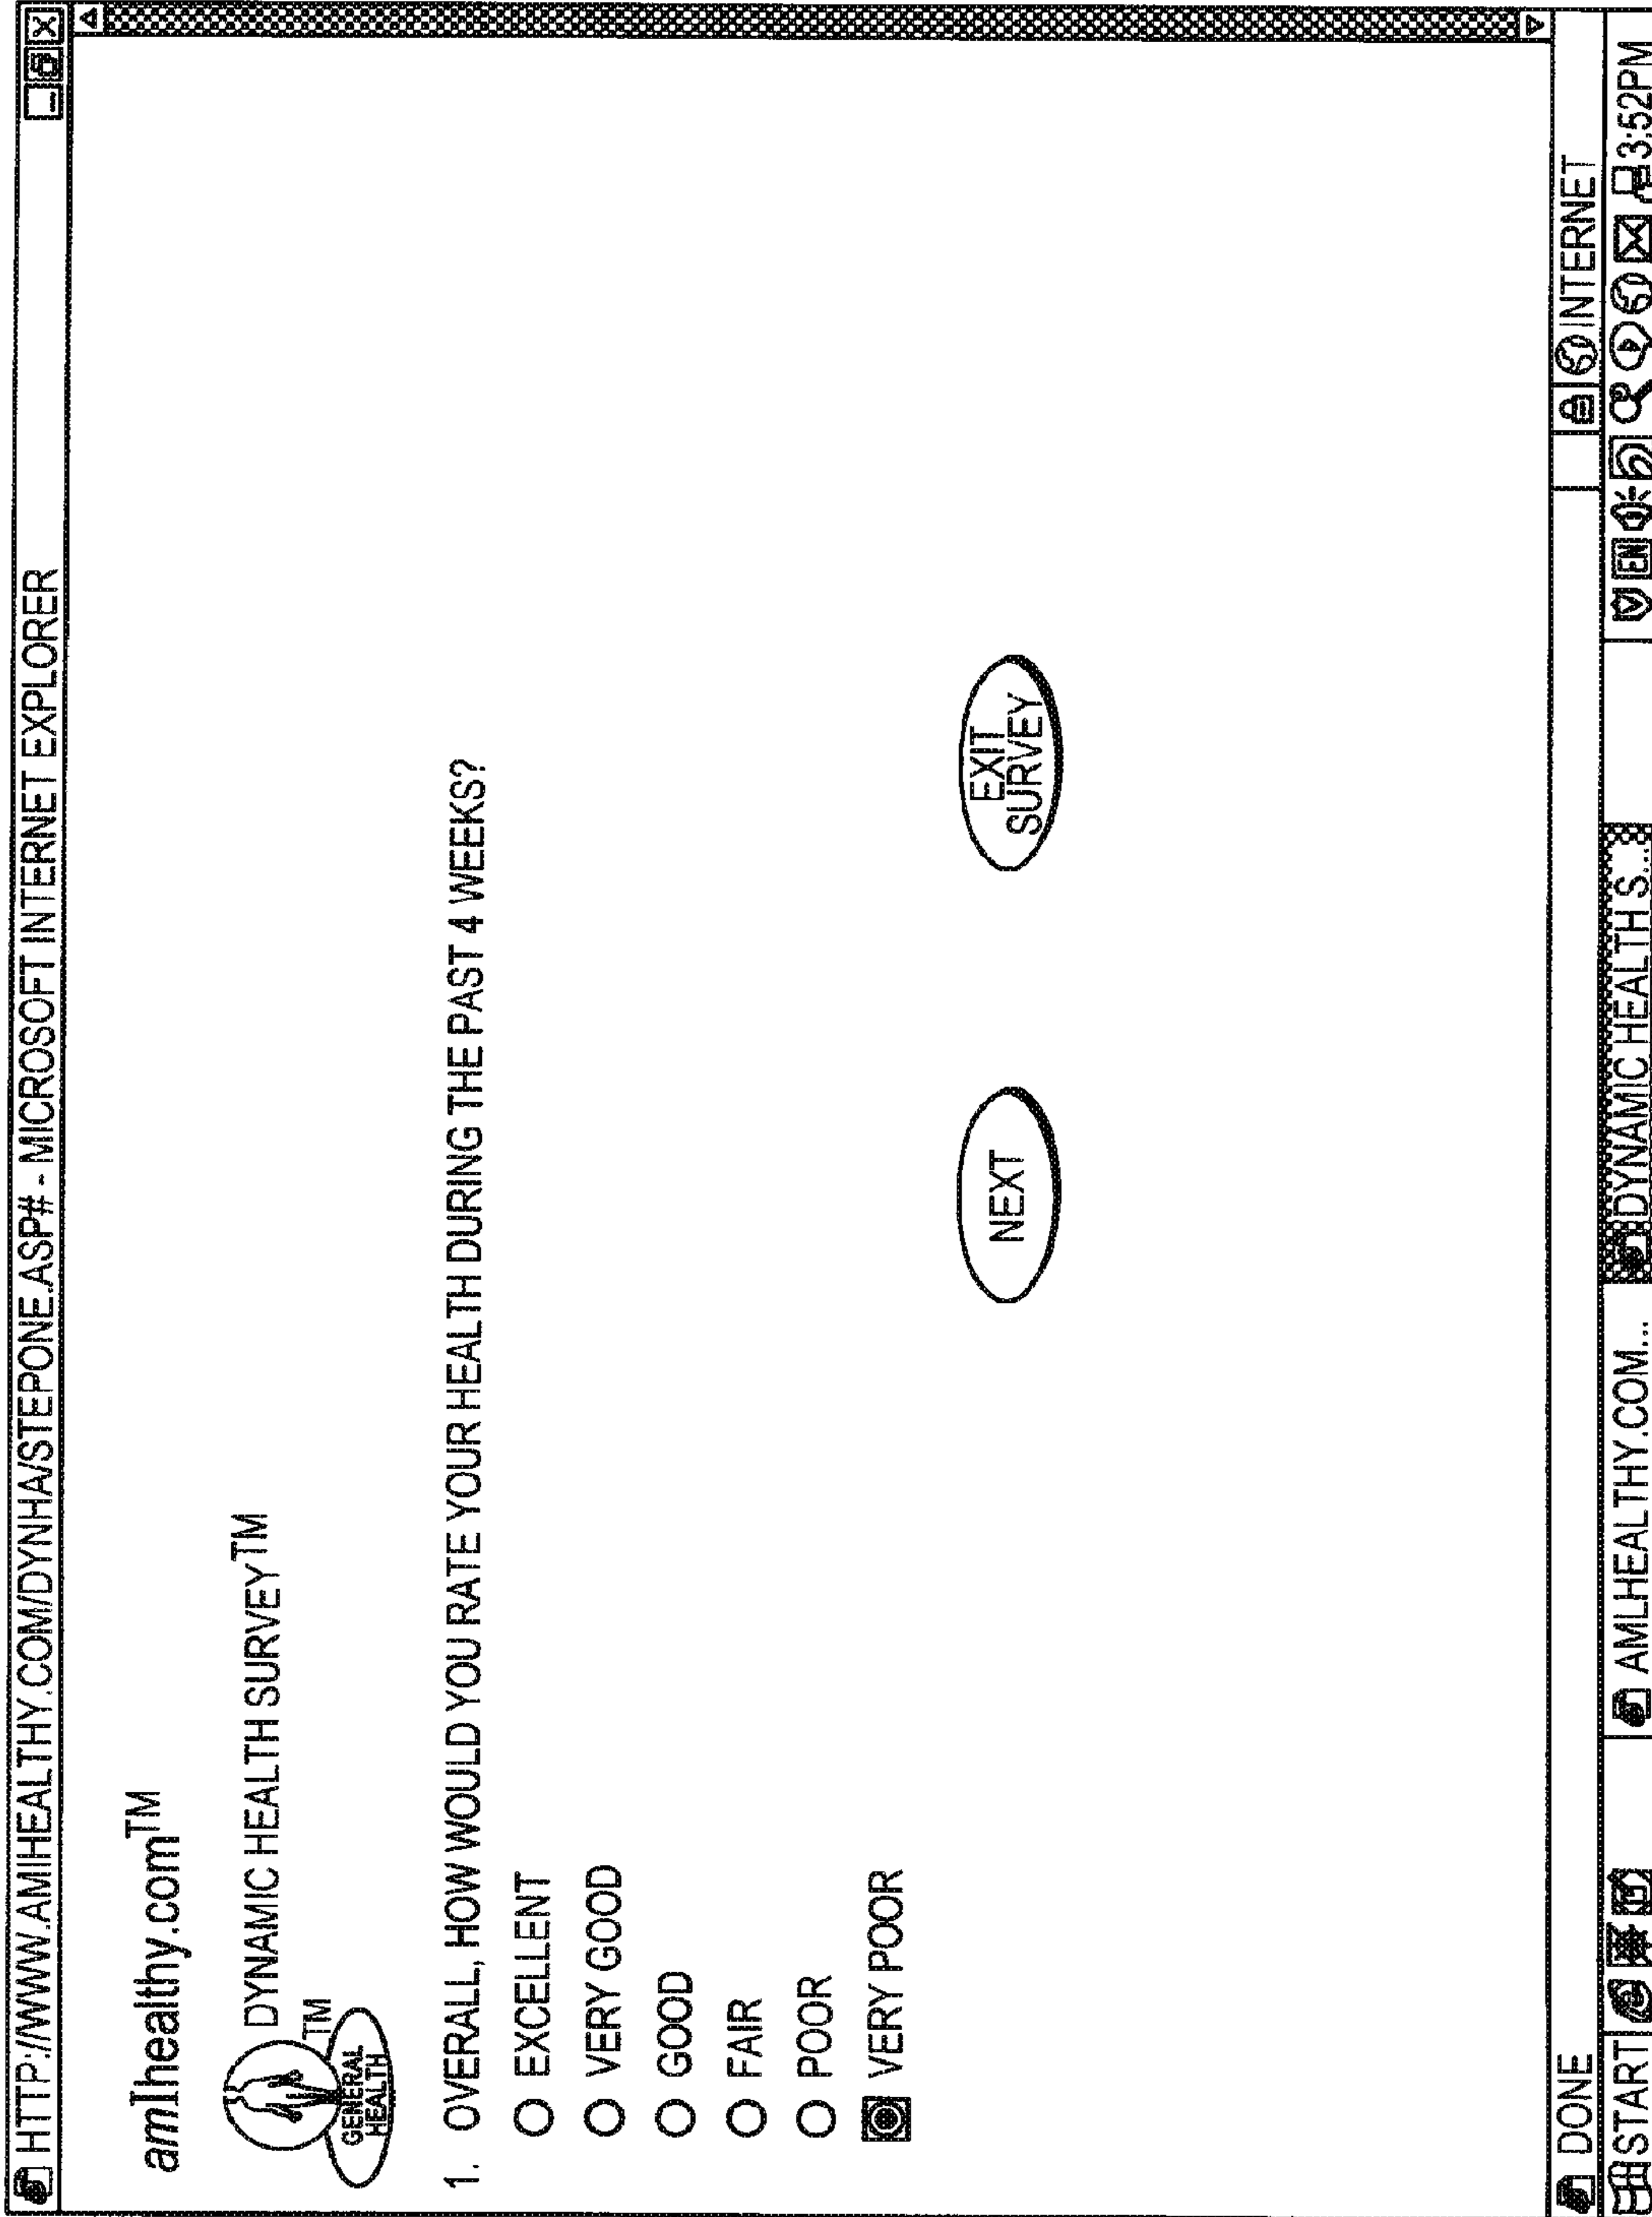 HTTP://WWW.AMIHEALTHY.COM/DYNHA/STEPONE.ASP# - MICROSOFT INTERNET EXPLORER
amIhealthy.com™
DYNAMIC HEALTH SURVEY™
TM
GENERAL
HEALTH
1. OVERALL, HOW WOULD YOU RATE YOUR HEALTH DURING THE PAST 4 WEEKS?
EXCELLENT
VERY GOOD
GOOD
FAIR
POOR
VERY POOR
NEXT
EXIT
SURVEY
DONE
INTERNET
START
AMLHEALTHY.COM...
DYNAMIC HEALTH S...
EN
3:52PM